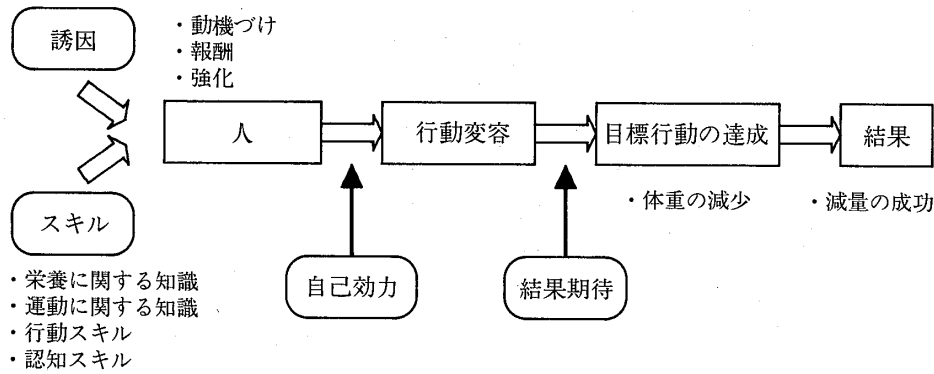 誘因
・動機づけ
・報酬
・強化
人
行動変容
目標行動の達成
結果
・体重の減少
・減量の成功
スキル
・栄養に関する知識
・運動に関する知識
・行動スキル
・認知スキル
自己効力
結果期待